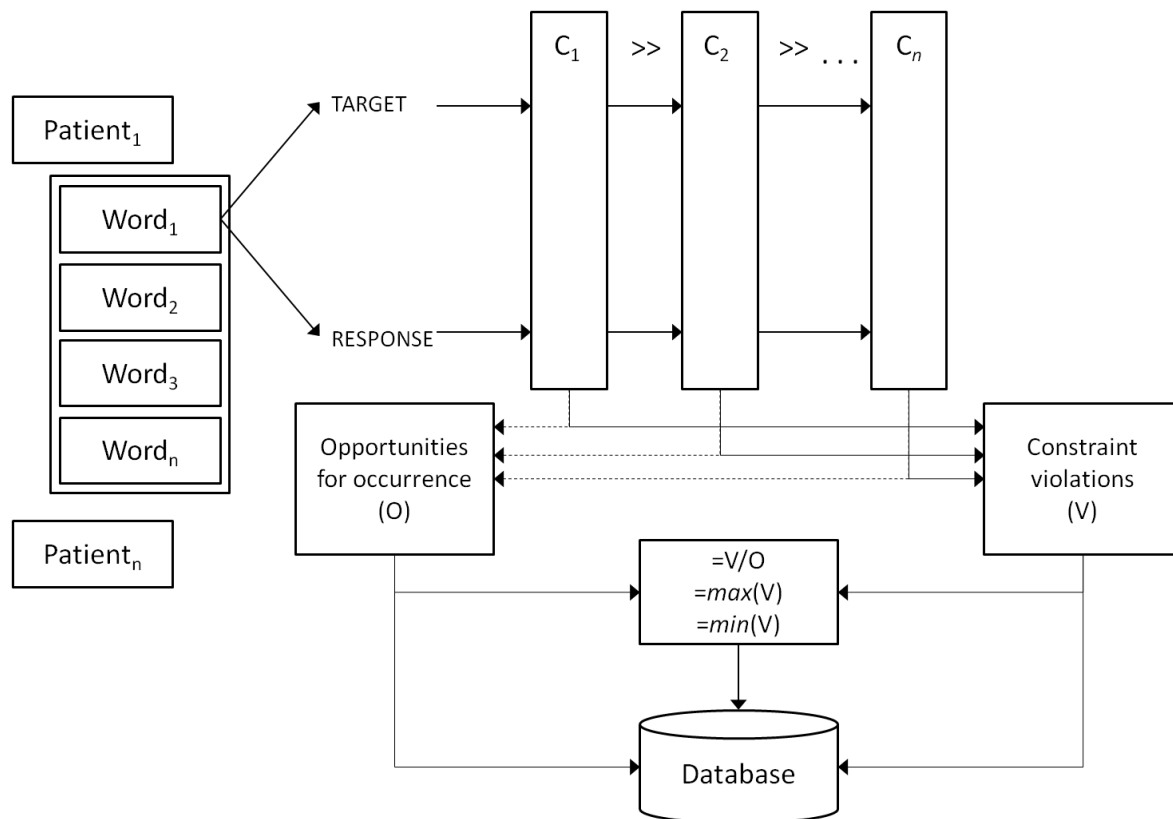 C₁ >> C₂ >> . . . Cₙ
TARGET
Patient₁
Word₁
Word₂
RESPONSE
Word₃
Wordₙ
Opportunities
for occurrence
(O)
Constraint
violations
(V)
Patientₙ
=V/O
=max(V)
=min(V)
Database